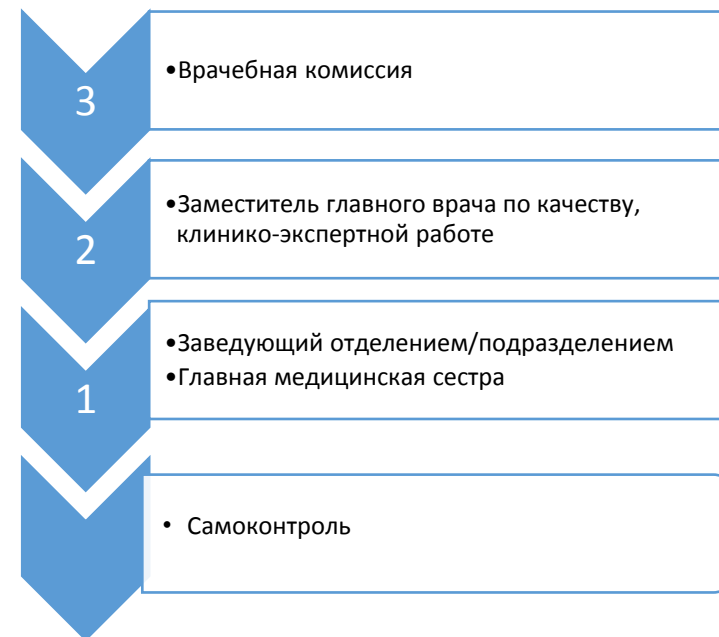 3
•Врачебная комиссия
2
•Заместитель главного врача по качеству,
клинико-экспертной работе
1
•Заведующий отделением/подразделением
•Главная медицинская сестра
• Самоконтроль